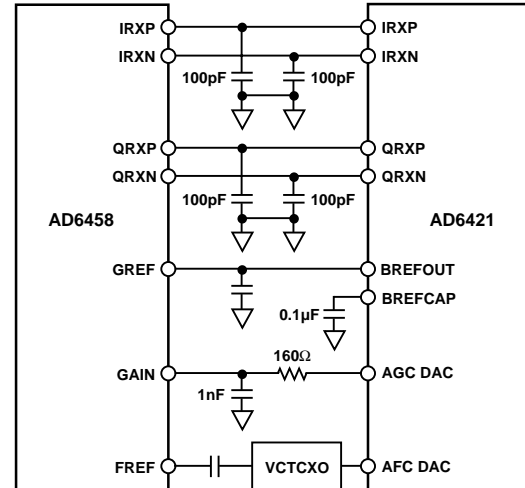 IRXP IRXP
IRXN IRXN
100pF 100pF
QRXP QRXP
QRXN QRXN
100pF 100pF
AD6458 AD6421
GREF BREFOUT
BREFCAP
0.1µF
160Ω
GAIN AGC DAC
1nF
FREF VCTCXO AFC DAC